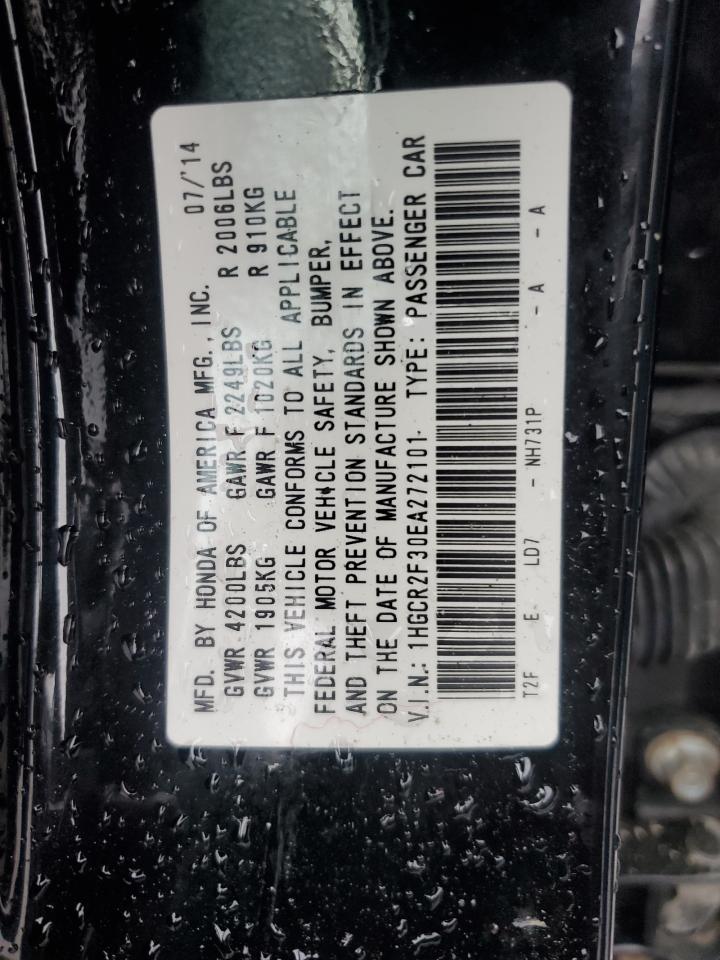 MFD. BY HONDA OF AMERICA MFG., INC. 07/'14
GVWR 4200LBS GAWR F 2249LBS R 2006LBS
GVWR 1905KG GAWR F 1020KG R 910KG
THIS VEHICLE CONFORMS TO ALL APPLICABLE
FEDERAL MOTOR VEHICLE SAFETY, BUMPER,
AND THEFT PREVENTION STANDARDS IN EFFECT
ON THE DATE OF MANUFACTURE SHOWN ABOVE.
V.I.N.: 1HGCR2F30EA272101 TYPE: PASSENGER CAR
T2F E LD7 - NH731P - A - A